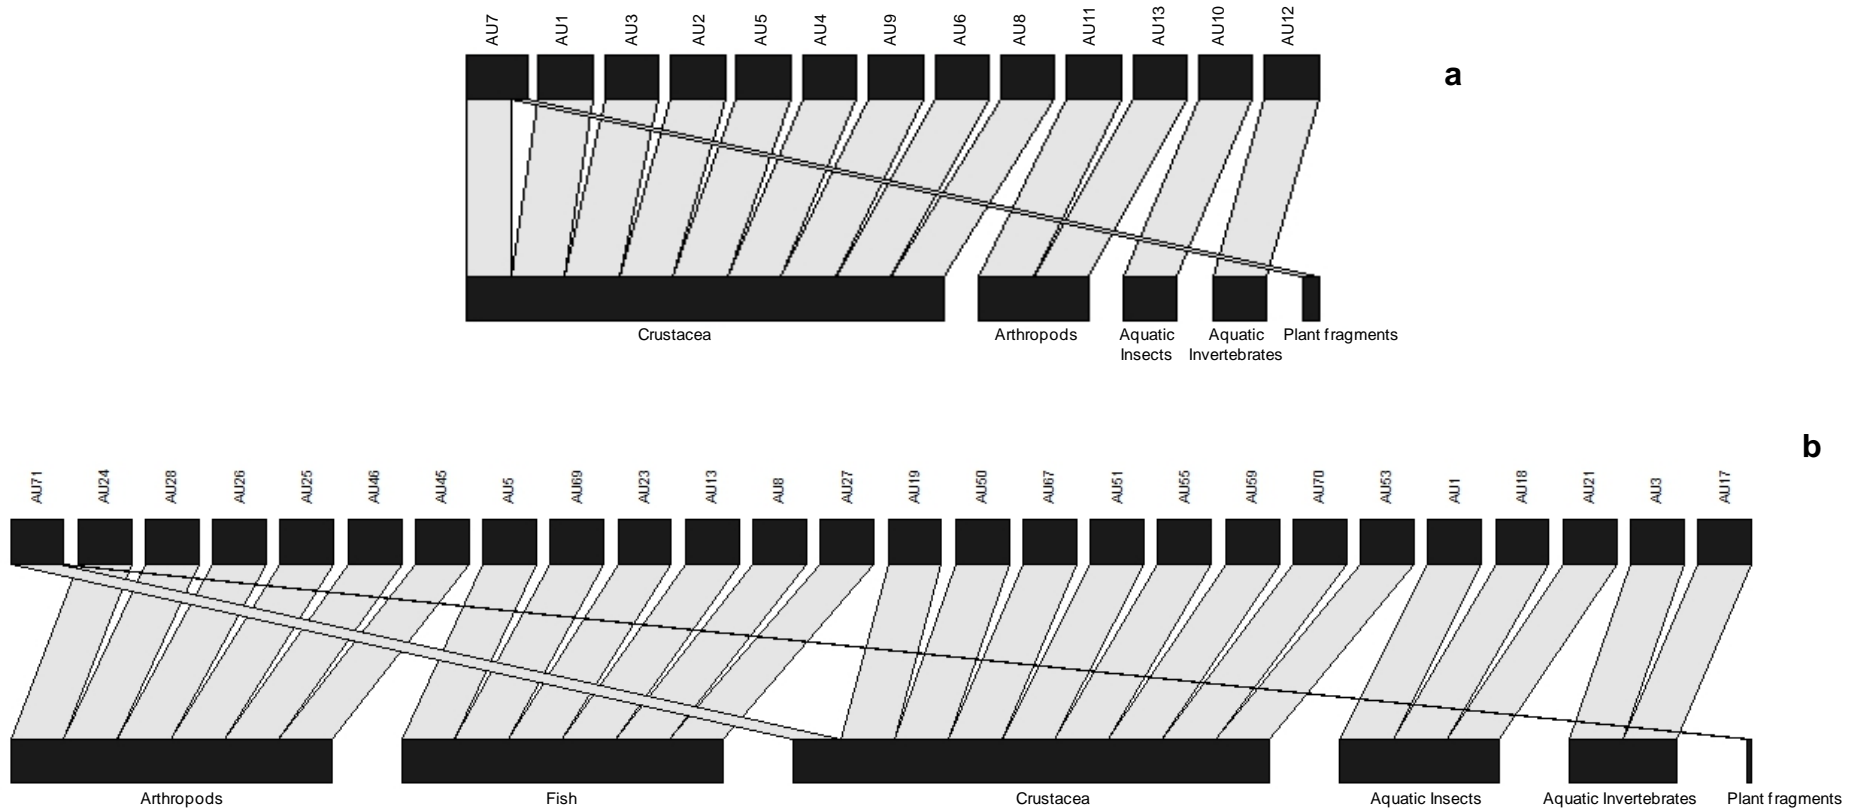 AU7 AU1 AU3 AU2 AU5 AU4 AU9 AU6 AU8 AU11 AU13 AU10 AU12
a
Crustacea Arthropods Aquatic Aquatic Plant fragments
Insects Invertebrates
b
AU71 AU24 AU28 AU26 AU25 AU46 AU45 AU5 AU69 AU23 AU13 AU8 AU27 AU19 AU50 AU67 AU51 AU55 AU59 AU70 AU53 AU1 AU18 AU21 AU3 AU17
Arthropods Fish Crustacea Aquatic Insects Aquatic Invertebrates Plant fragments